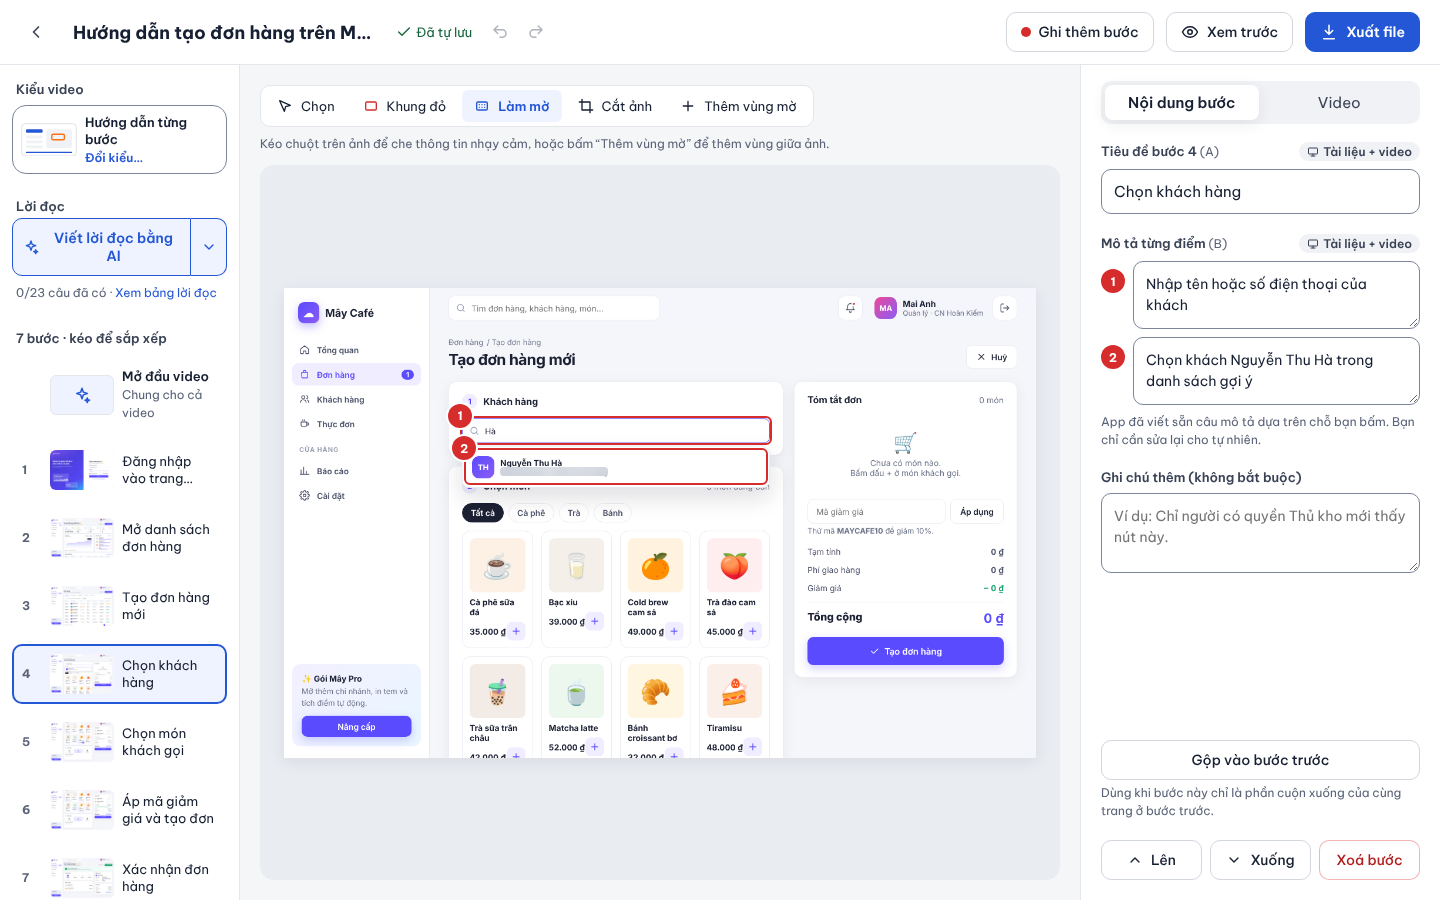 Hướng dẫn tạo đơn hàng trên M...
Đã tự lưu
Ghi thêm bước
Xem trước
Xuất file
Kiểu video
Hướng dẫn từng
bước
Đổi kiểu...
Lời đọc
Viết lời đọc bằng
AI
0/23 câu đã có · Xem bảng lời đọc
7 bước · kéo để sắp xếp
Mở đầu video
Chung cho cả
video
1
Đăng nhập
vào trang...
2
Mở danh sách
đơn hàng
3
Tạo đơn hàng
mới
4
Chọn khách
hàng
5
Chọn món
khách gọi
6
Áp mã giảm
giá và tạo đơn
7
Xác nhận đơn
hàng
Chọn
Khung đỏ
Làm mờ
Cắt ảnh
Thêm vùng mờ
Kéo chuột trên ảnh để che thông tin nhạy cảm, hoặc bấm “Thêm vùng mờ” để thêm vùng giữa ảnh.
Mây Café
Tổng quan
Đơn hàng
1
Khách hàng
Thực đơn
CỬA HÀNG
Báo cáo
Cài đặt
✨ Gói Mây Pro
Mở thêm chi nhánh, in tem và
tích điểm tự động.
Nâng cấp
Tìm đơn hàng, khách hàng, món...
MA
Mai Anh
Quản lý · CN Hoàn Kiếm
Đơn hàng / Tạo đơn hàng
Tạo đơn hàng mới
Huỷ
1
Khách hàng
1
Hà
2
TH
Nguyễn Thu Hà
Tất cả
Cà phê
Trà
Bánh
Cà phê sữa
đá
35.000 ₫
Bạc xỉu
39.000 ₫
Cold brew
cam sả
49.000 ₫
Trà đào cam
sả
45.000 ₫
Trà sữa trân
châu
42.000 ₫
Matcha latte
52.000 ₫
Bánh
croissant bơ
32.000 ₫
Tiramisu
48.000 ₫
Tóm tắt đơn
0 món
Chưa có món nào.
Bấm dấu + ở món khách gọi.
Mã giảm giá
Áp dụng
Thử mã MAYCAFE10 để giảm 10%.
Tạm tính
0 ₫
Phí giao hàng
0 ₫
Giảm giá
− 0 ₫
Tổng cộng
0 ₫
Tạo đơn hàng
Nội dung bước
Video
Tiêu đề bước 4 (A)
Tài liệu + video
Chọn khách hàng
Mô tả từng điểm (B)
Tài liệu + video
1
Nhập tên hoặc số điện thoại của
khách
2
Chọn khách Nguyễn Thu Hà trong
danh sách gợi ý
App đã viết sẵn câu mô tả dựa trên chỗ bạn bấm. Bạn
chỉ cần sửa lại cho tự nhiên.
Ghi chú thêm (không bắt buộc)
Ví dụ: Chỉ người có quyền Thủ kho mới thấy
nút này.
Gộp vào bước trước
Dùng khi bước này chỉ là phần cuộn xuống của cùng
trang ở bước trước.
Lên
Xuống
Xoá bước